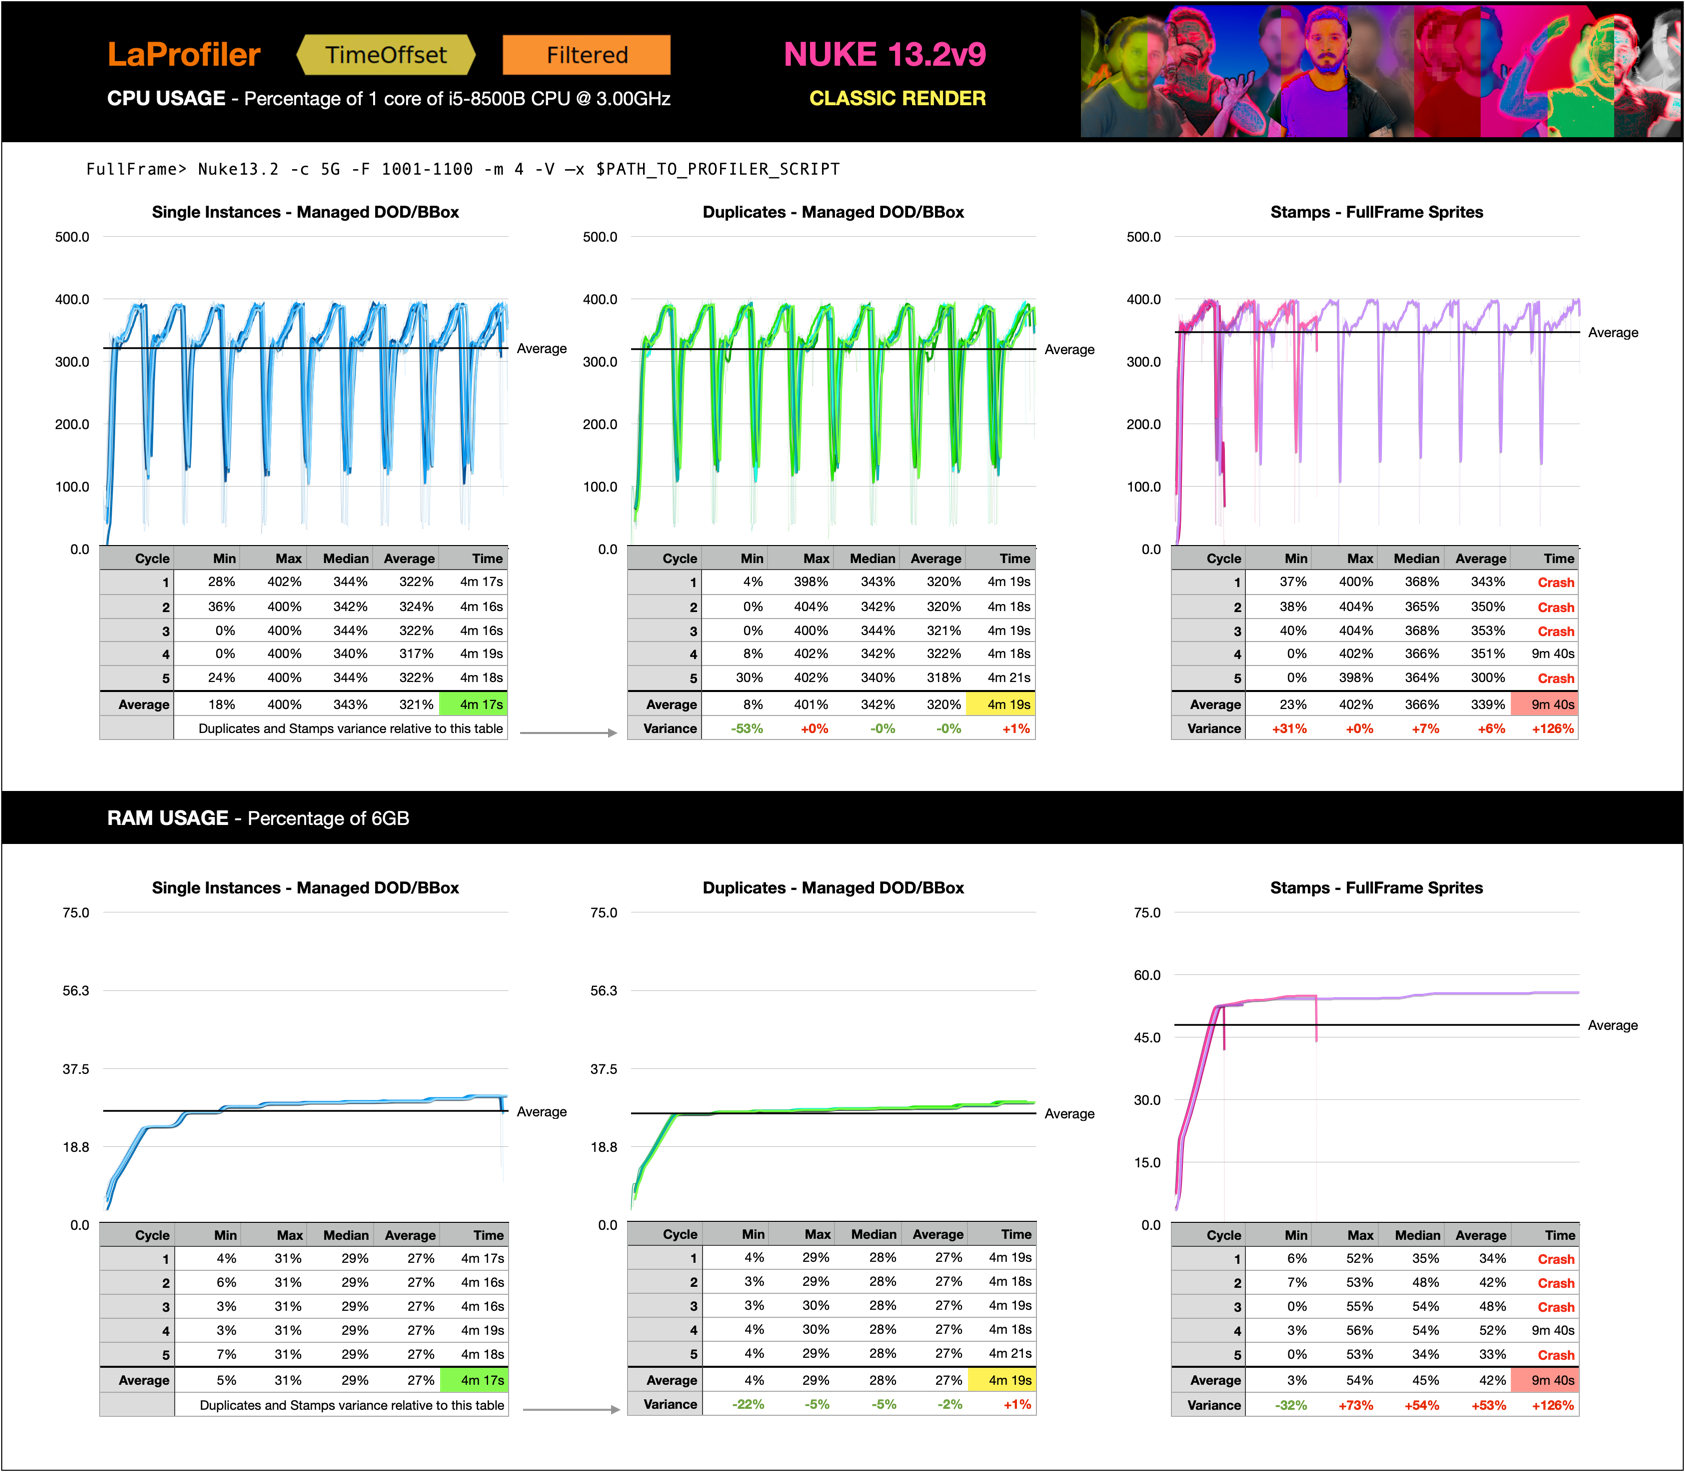 LaProfiler TimeOffset Filtered NUKE 13.2v9
CPU USAGE - Percentage of 1 core of i5-8500B CPU @ 3.00GHz CLASSIC RENDER
FullFrame> Nuke13.2 -c 5G -F 1001-1100 -m 4 -V –x $PATH_TO_PROFILER_SCRIPT
Single Instances - Managed DOD/BBox
500.0
400.0
300.0
200.0
100.0
0.0
Average
Cycle Min Max Median Average Time
1 28% 402% 344% 322% 4m 17s
2 36% 400% 342% 324% 4m 16s
3 0% 400% 344% 322% 4m 16s
4 0% 400% 340% 317% 4m 19s
5 24% 400% 344% 322% 4m 18s
Average 18% 400% 343% 321% 4m 17s
Duplicates and Stamps variance relative to this table
Duplicates - Managed DOD/BBox
500.0
400.0
300.0
200.0
100.0
0.0
Average
Cycle Min Max Median Average Time
1 4% 398% 343% 320% 4m 19s
2 0% 404% 342% 320% 4m 18s
3 0% 400% 344% 321% 4m 19s
4 8% 402% 342% 322% 4m 18s
5 30% 402% 340% 318% 4m 21s
Average 8% 401% 342% 320% 4m 19s
Variance -53% +0% -0% -0% +1%
Stamps - FullFrame Sprites
500.0
400.0
300.0
200.0
100.0
0.0
Average
Cycle Min Max Median Average Time
1 37% 400% 368% 343% Crash
2 38% 404% 365% 350% Crash
3 40% 404% 368% 353% Crash
4 0% 402% 366% 351% 9m 40s
5 0% 398% 364% 300% Crash
Average 23% 402% 366% 339% 9m 40s
Variance +31% +0% +7% +6% +126%
RAM USAGE - Percentage of 6GB
Single Instances - Managed DOD/BBox
75.0
56.3
37.5
18.8
0.0
Average
Cycle Min Max Median Average Time
1 4% 31% 29% 27% 4m 17s
2 6% 31% 29% 27% 4m 16s
3 3% 31% 29% 27% 4m 16s
4 3% 31% 29% 27% 4m 19s
5 7% 31% 29% 27% 4m 18s
Average 5% 31% 29% 27% 4m 17s
Duplicates and Stamps variance relative to this table
Duplicates - Managed DOD/BBox
75.0
56.3
37.5
18.8
0.0
Average
Cycle Min Max Median Average Time
1 4% 29% 28% 27% 4m 19s
2 3% 29% 28% 27% 4m 18s
3 3% 30% 28% 27% 4m 19s
4 4% 30% 28% 27% 4m 18s
5 4% 29% 28% 27% 4m 21s
Average 4% 29% 28% 27% 4m 19s
Variance -22% -5% -5% -2% +1%
Stamps - FullFrame Sprites
75.0
60.0
45.0
30.0
15.0
0.0
Average
Cycle Min Max Median Average Time
1 6% 52% 35% 34% Crash
2 7% 53% 48% 42% Crash
3 0% 55% 54% 48% Crash
4 3% 56% 54% 52% 9m 40s
5 0% 53% 34% 33% Crash
Average 3% 54% 45% 42% 9m 40s
Variance -32% +73% +54% +53% +126%